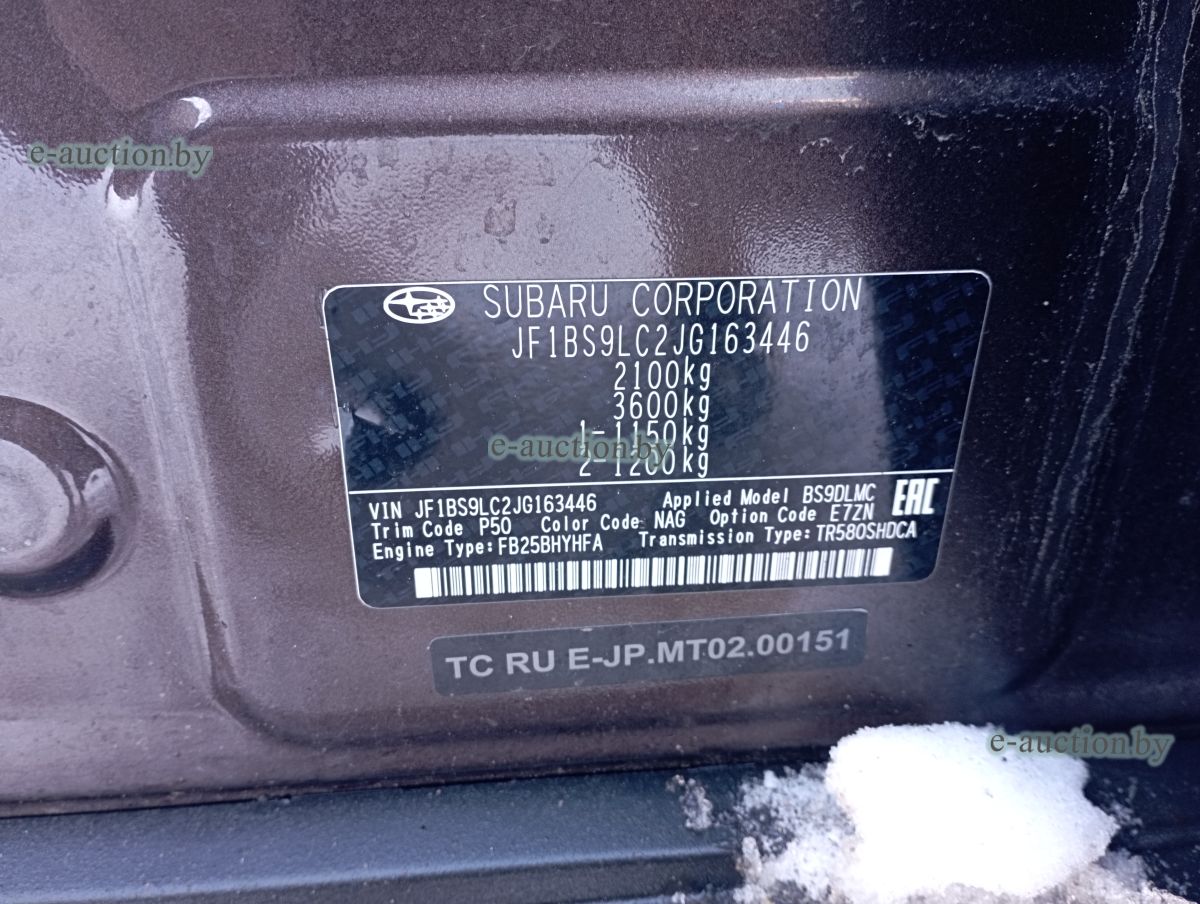 e-auction.by
SUBARU CORPORATION
JF1BS9LC2JG163446
2100kg
3600kg
1-1150kg
e-auction.by
2-1200kg
VIN JF1BS9LC2JG163446 Applied Model BS9DLMC EAC
Trim Code P50 Color Code NAG Option Code E7ZN
Engine Type:FB25BHYHFA Transmission Type:TR580SHDCA
TC RU E-JP.MT02.00151
e-auction.by